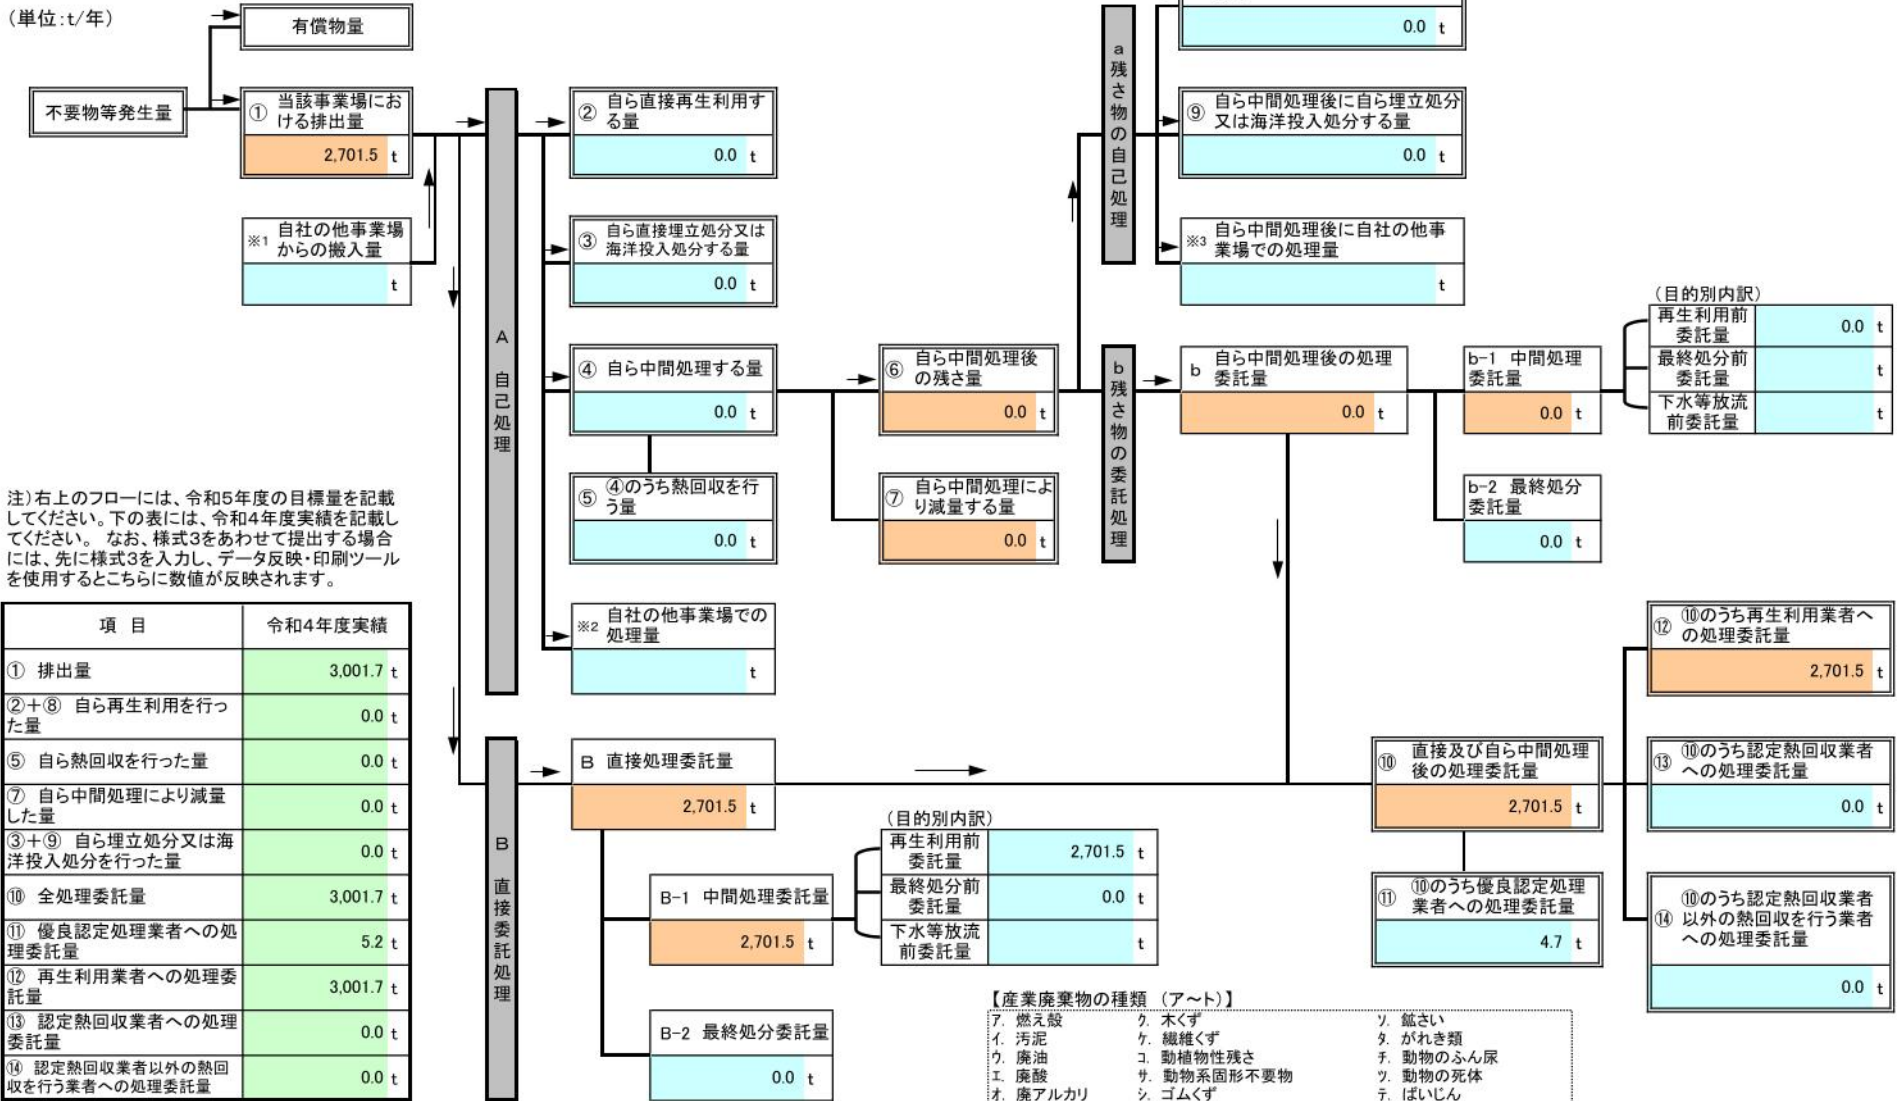 (単位:t/年)
有償物量
不要物等発生量
① 当該事業場にお
ける排出量
2,701.5 t
※1 自社の他事業場
からの搬入量
t
A 自己処理
② 自ら直接再生利用す
る量
0.0 t
③ 自ら直接埋立処分又は
海洋投入処分する量
0.0 t
④ 自ら中間処理する量
0.0 t
⑤ ④のうち熱回収を行
う量
0.0 t
※2 自社の他事業場での
処理量
t
⑥ 自ら中間処理後
の残さ量
0.0 t
⑦ 自ら中間処理によ
り減量する量
0.0 t
a 残さ物の自己処理
0.0 t
⑨ 自ら中間処理後に自ら埋立処分
又は海洋投入処分する量
0.0 t
※3 自ら中間処理後に自社の他事
業場での処理量
t
b 残さ物の委託処理
b 自ら中間処理後の処理
委託量
0.0 t
b-1 中間処理
委託量
0.0 t
(目的別内訳)
再生利用前
委託量
0.0 t
最終処分前
委託量
t
下水等放流
前委託量
t
b-2 最終処分
委託量
0.0 t
注)右上のフローには、令和5年度の目標量を記載
してください。下の表には、令和4年度実績を記載し
てください。 なお、様式3をあわせて提出する場合
には、先に様式3を入力し、データ反映・印刷ツール
を使用するとこちらに数値が反映されます。
項 目 令和4年度実績
① 排出量 3,001.7 t
②+⑧ 自ら再生利用を行っ
た量 0.0 t
⑤ 自ら熱回収を行った量 0.0 t
⑦ 自ら中間処理により減量
した量 0.0 t
③+⑨ 自ら埋立処分又は海
洋投入処分を行った量 0.0 t
⑩ 全処理委託量 3,001.7 t
⑪ 優良認定処理業者への処
理委託量 5.2 t
⑫ 再生利用業者への処理委
託量 3,001.7 t
⑬ 認定熱回収業者への処理
委託量 0.0 t
⑭ 認定熱回収業者以外の熱回
収を行う業者への処理委託量 0.0 t
B 直接委託処理
B 直接処理委託量
2,701.5 t
B-1 中間処理委託量
2,701.5 t
(目的別内訳)
再生利用前
委託量
2,701.5 t
最終処分前
委託量
0.0 t
下水等放流
前委託量
t
B-2 最終処分委託量
0.0 t
⑩ 直接及び自ら中間処理
後の処理委託量
2,701.5 t
⑪ ⑩のうち優良認定処理
業者への処理委託量
4.7 t
⑫ ⑩のうち再生利用業者へ
の処理委託量
2,701.5 t
⑬ ⑩のうち認定熱回収業者
への処理委託量
0.0 t
⑭ ⑩のうち認定熱回収業者
以外の熱回収を行う業者
への処理委託量
0.0 t
【産業廃棄物の種類 (ア~ト)】
ア. 燃え殻 ク. 木くず ソ. 鉱さい
イ. 汚泥 ケ. 繊維くず タ. がれき類
ウ. 廃油 コ. 動植物性残さ チ. 動物のふん尿
エ. 廃酸 サ. 動物系固形不要物 ツ. 動物の死体
オ. 廃アルカリ シ. ゴムくず テ. ばいじん